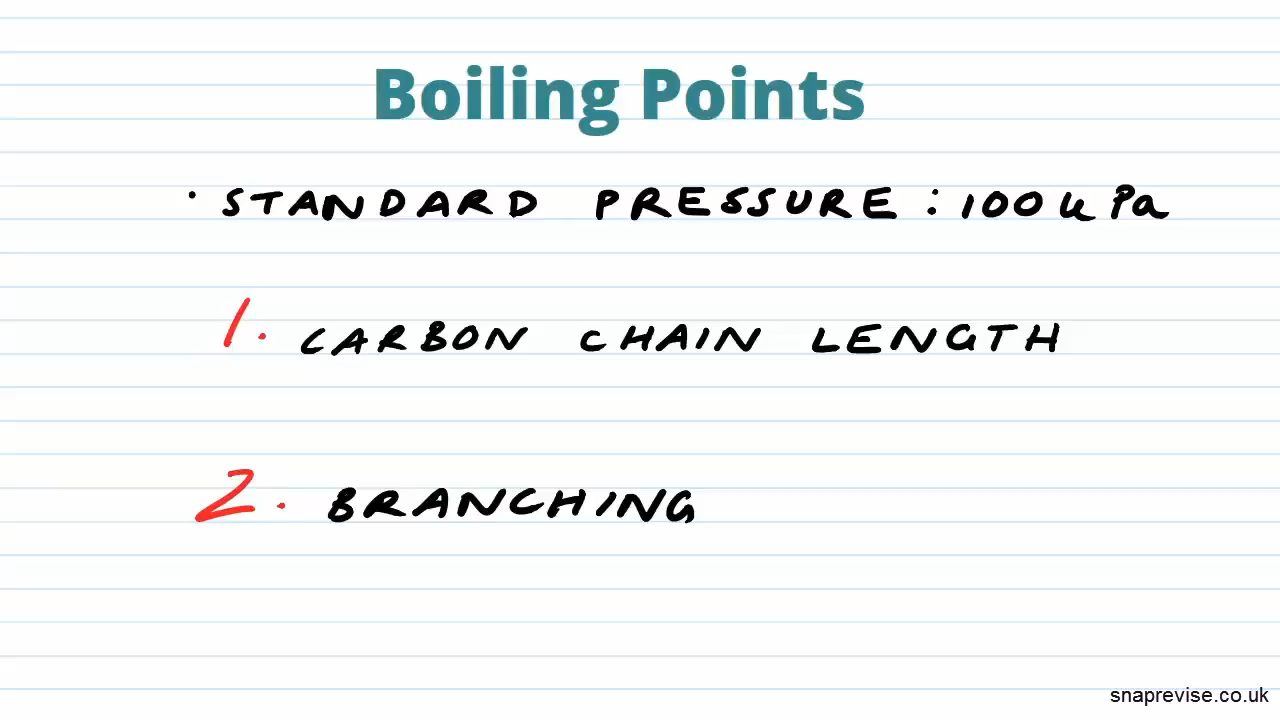 Boiling Points
· STANDARD PRESSURE : 100 kPa
1. CARBON CHAIN LENGTH
2. BRANCHING
snaprevise.co.uk